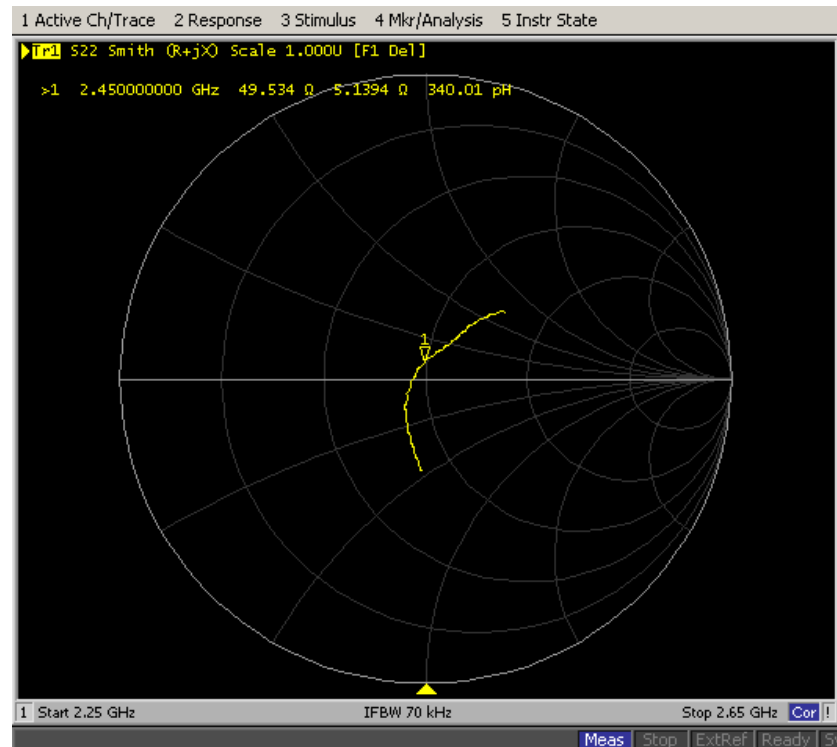 1 Active Ch/Trace 2 Response 3 Stimulus 4 Mkr/Analysis 5 Instr State
Tr1 S22 Smith (R+jX) Scale 1.000U [F1 Del]
>1 2.450000000 GHz 49.534 Ω 5.1394 Ω 340.01 pH
1
1 Start 2.25 GHz IFBW 70 kHz Stop 2.65 GHz Cor !
Meas Stop ExtRef Ready